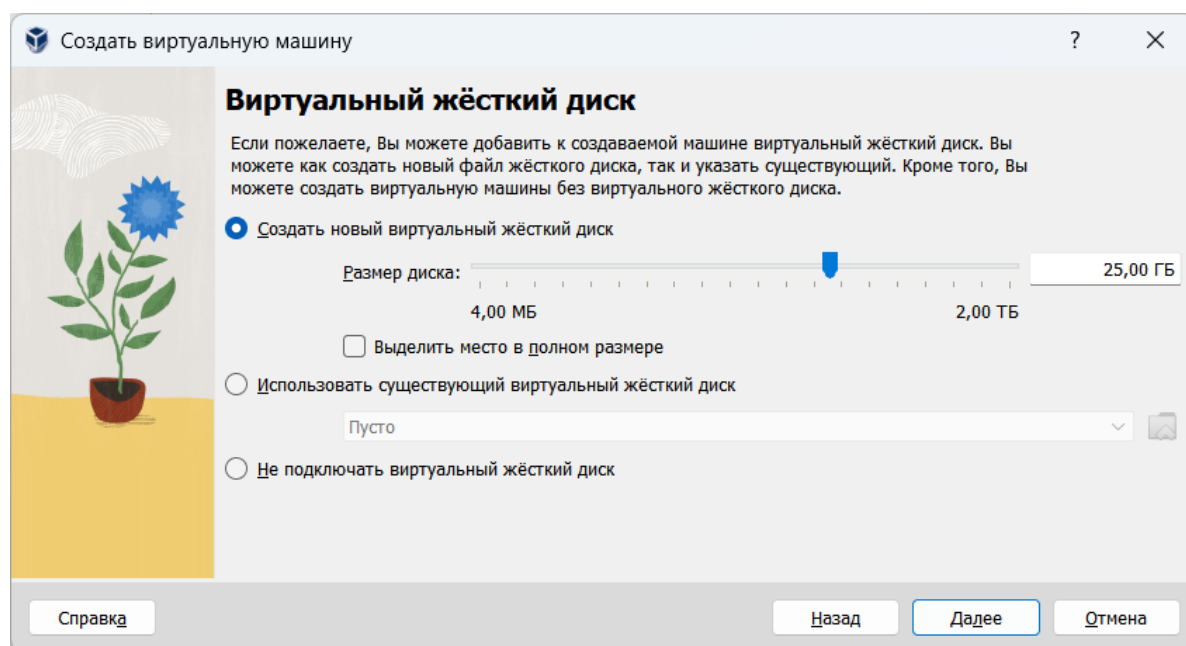 Создать виртуальную машину
?
Виртуальный жёсткий диск
Если пожелаете, Вы можете добавить к создаваемой машине виртуальный жёсткий диск. Вы
можете как создать новый файл жёсткого диска, так и указать существующий. Кроме того, Вы
можете создать виртуальную машины без виртуального жёсткого диска.
Создать новый виртуальный жёсткий диск
Размер диска:
25,00 ГБ
4,00 МБ
2,00 ТБ
Выделить место в полном размере
Использовать существующий виртуальный жёсткий диск
Пусто
Не подключать виртуальный жёсткий диск
Справка
Назад
Далее
Отмена